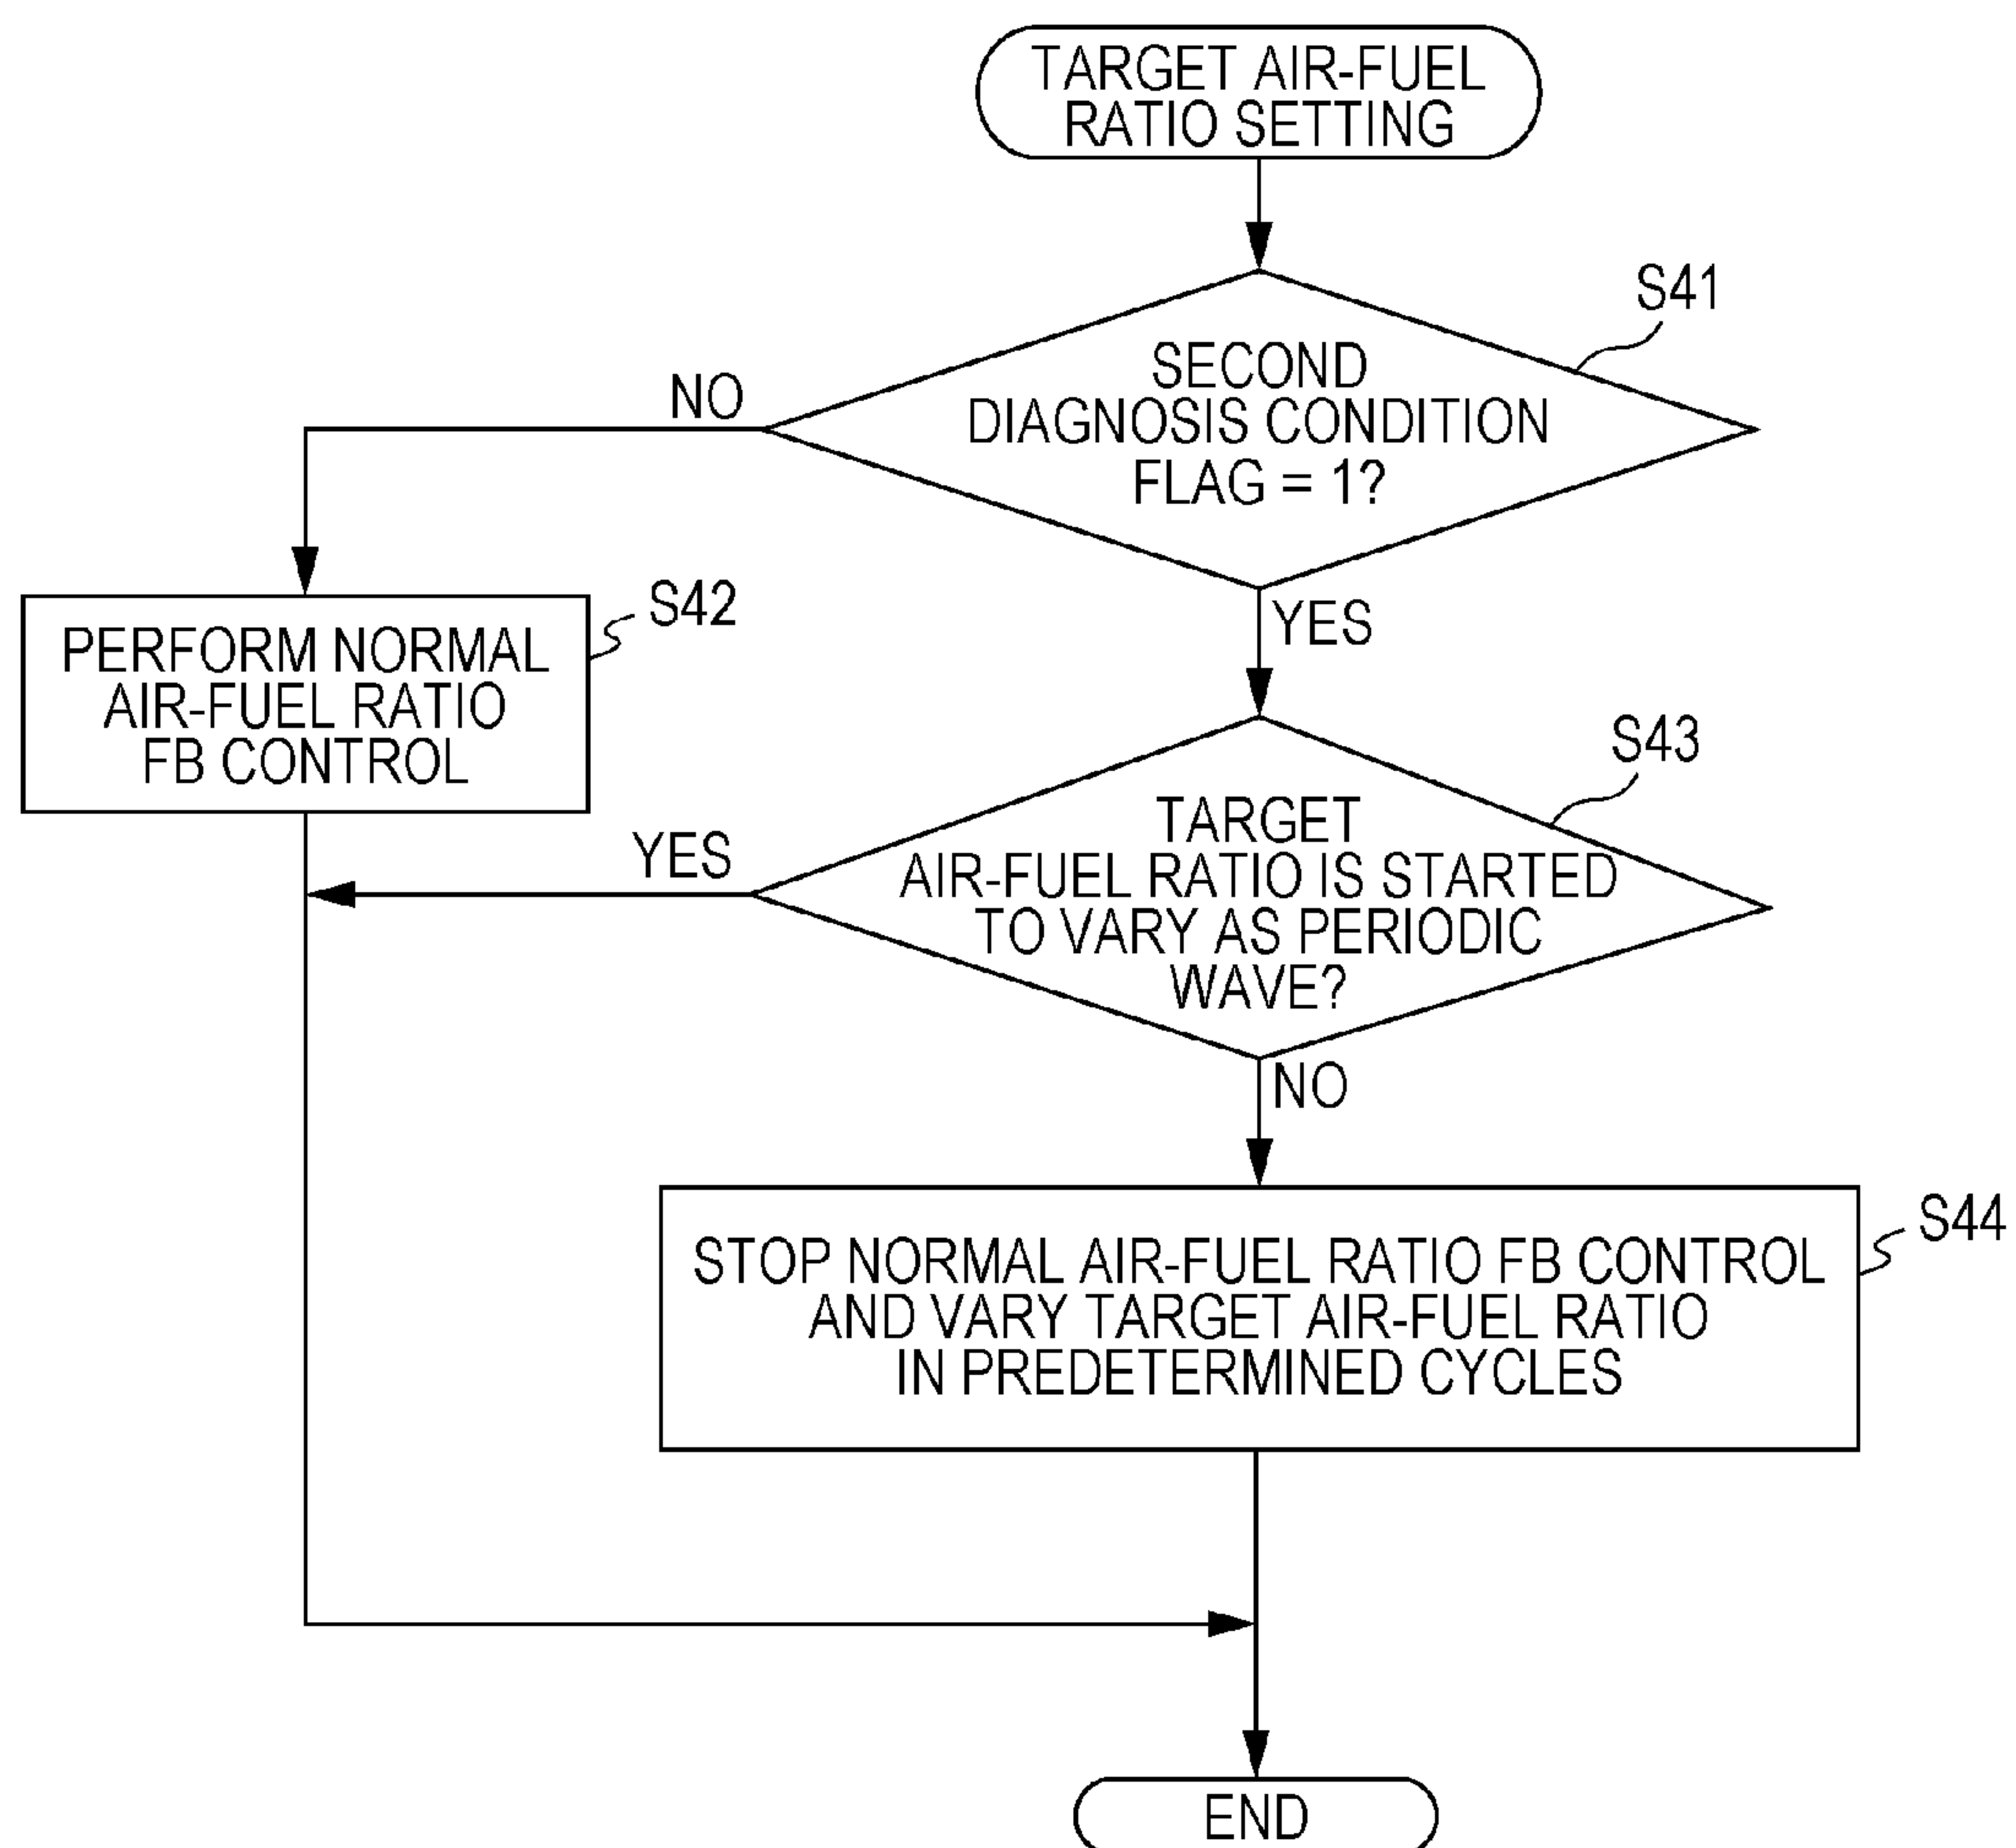 TARGET AIR-FUEL
RATIO SETTING
S41
SECOND
DIAGNOSIS CONDITION
FLAG = 1?
NO
YES
S42
PERFORM NORMAL
AIR-FUEL RATIO
FB CONTROL
S43
TARGET
AIR-FUEL RATIO IS STARTED
TO VARY AS PERIODIC
WAVE?
YES
NO
S44
STOP NORMAL AIR-FUEL RATIO FB CONTROL
AND VARY TARGET AIR-FUEL RATIO
IN PREDETERMINED CYCLES
END